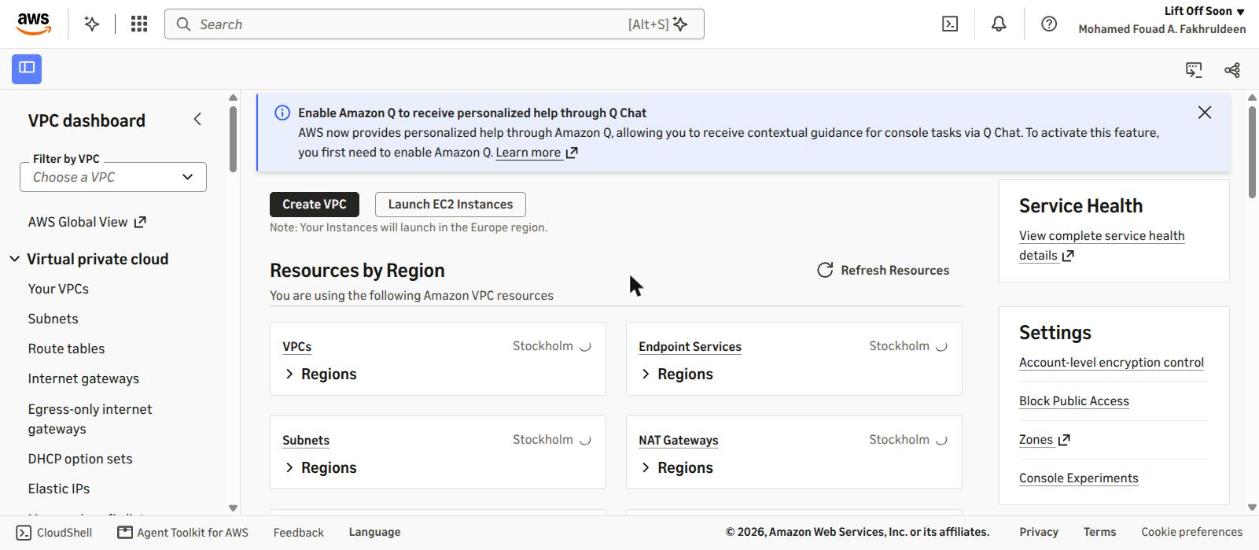 aws
Search
[Alt+S]
Lift Off Soon
Mohamed Fouad A. Fakhruldeen
VPC dashboard
Filter by VPC
Choose a VPC
AWS Global View
Virtual private cloud
Your VPCs
Subnets
Route tables
Internet gateways
Egress-only internet
gateways
DHCP option sets
Elastic IPs
Enable Amazon Q to receive personalized help through Q Chat
AWS now provides personalized help through Amazon Q, allowing you to receive contextual guidance for console tasks via Q Chat. To activate this feature,
you first need to enable Amazon Q. Learn more
Create VPC
Launch EC2 Instances
Note: Your Instances will launch in the Europe region.
Resources by Region
Refresh Resources
You are using the following Amazon VPC resources
VPCs
Stockholm
Regions
Endpoint Services
Stockholm
Regions
Subnets
Stockholm
Regions
NAT Gateways
Stockholm
Regions
Service Health
View complete service health
details
Settings
Account-level encryption control
Block Public Access
Zones
Console Experiments
CloudShell
Agent Toolkit for AWS
Feedback
Language
© 2026, Amazon Web Services, Inc. or its affiliates.
Privacy
Terms
Cookie preferences